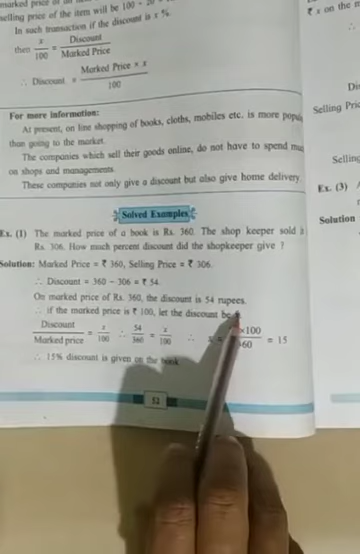 marked price of an
selling price of the item will be 100 - 20
In such transaction if the discount is x %
then x/100 = Discount/Marked Price
∴ Discount = Marked Price × x/100
For more information:
At present, on line shopping of books, cloths, mobiles etc. is more
than going to the market.
The companies which sell their goods online, do not have to spend
on shops and managements.
These companies not only give a discount but also give home delivery.
Solved Examples
Ex. (1) The marked price of a book is Rs. 360. The shop keeper sold
Rs. 306. How much percent discount did the shopkeeper give ?
Solution: Marked Price = ₹ 360, Selling Price = ₹ 306.
∴ Discount = 360 - 306 = ₹ 54.
On marked price of Rs. 360, the discount is 54 rupees.
∴ if the marked price is ₹ 100, let the discount be
Discount/Marked price = x/100 ∴ 54/360 = x/100 ∴ x = ×100/360 = 15
∴ 15% discount is given on the book
52
₹ x on the
Selling
Selling
Ex. (3)
Solution